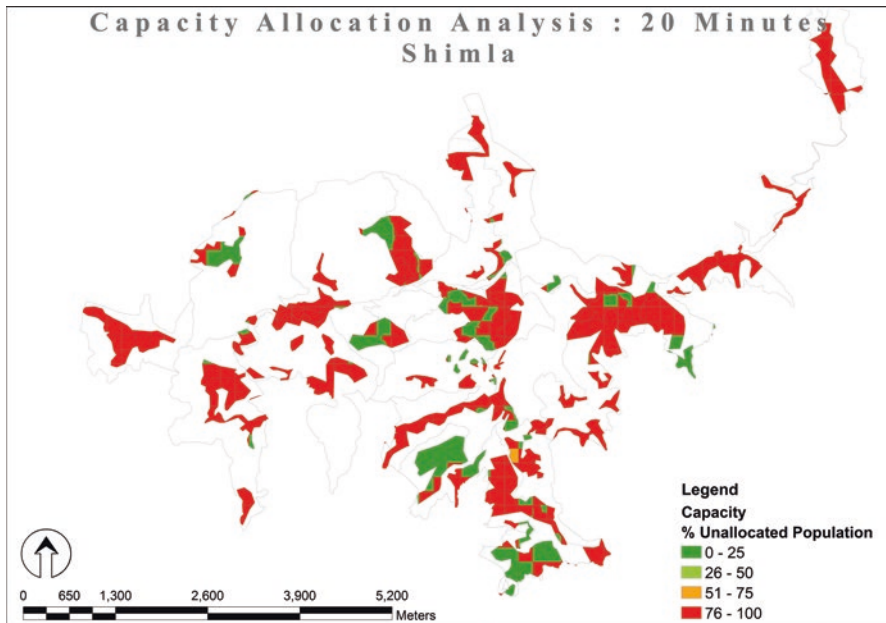 Capacity Allocation Analysis : 20 Minutes
Shimla
Legend
Capacity
% Unallocated Population
0 - 25
26 - 50
51 - 75
76 - 100
0 650 1,300 2,600 3,900 5,200
Meters